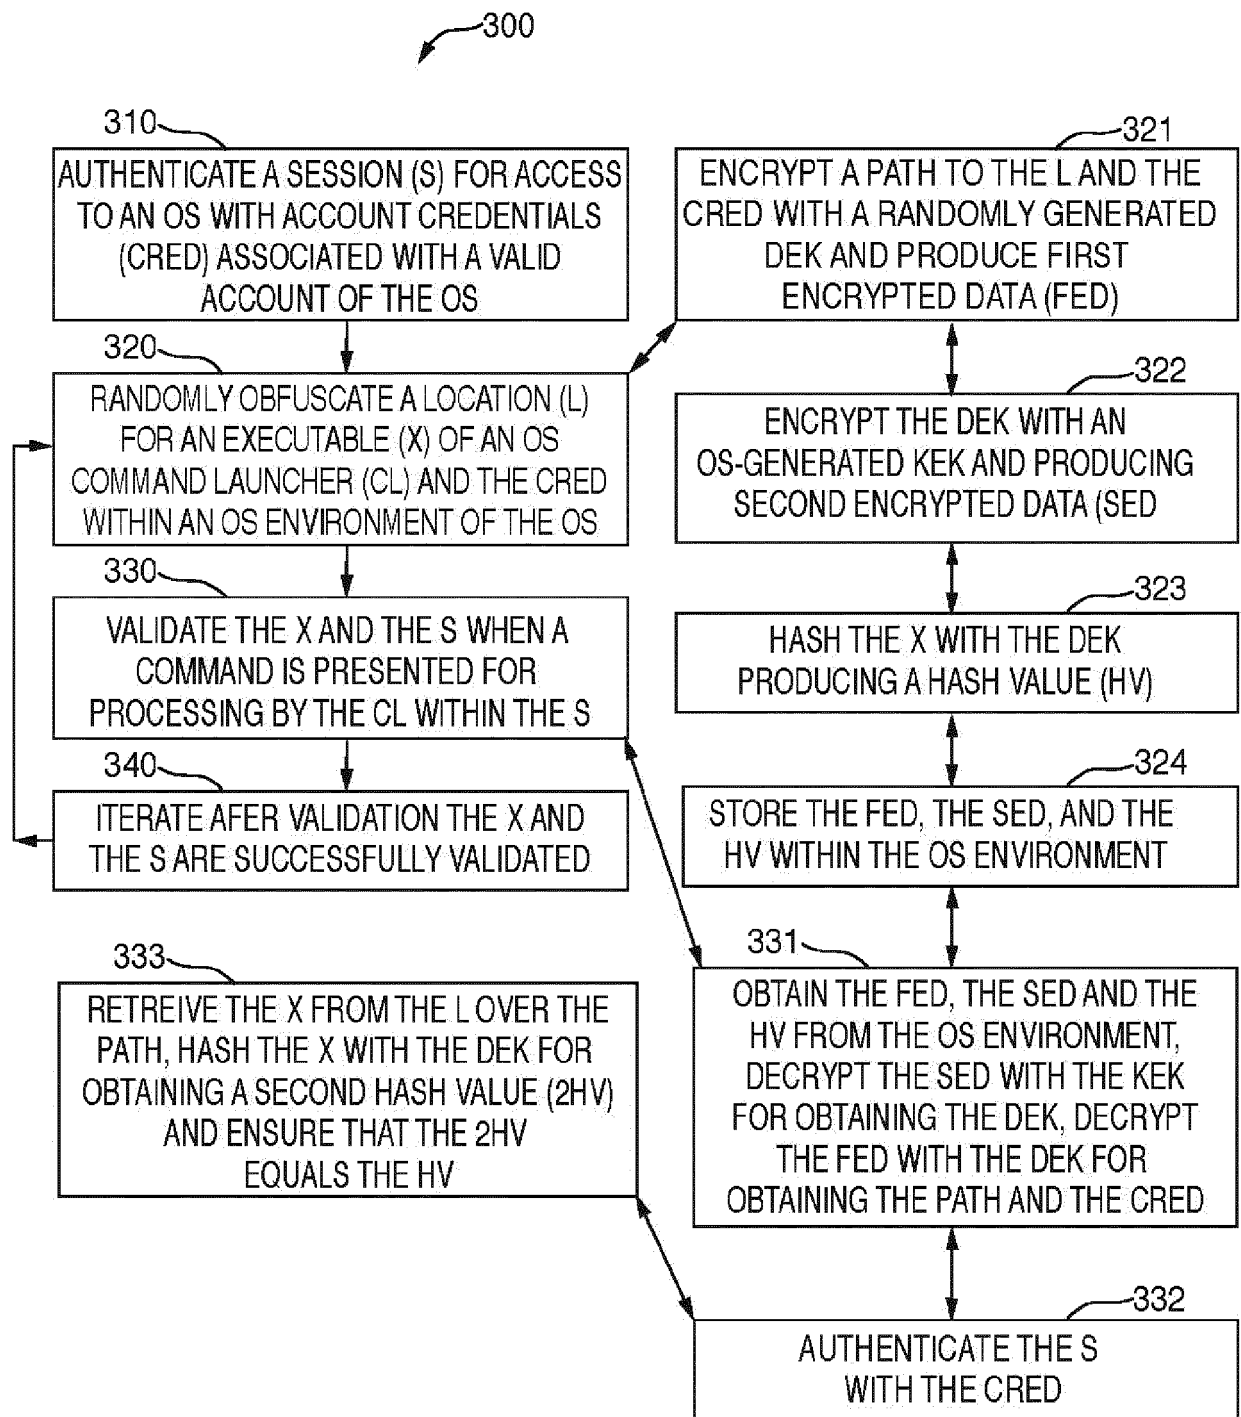 300
310
AUTHENTICATE A SESSION (S) FOR ACCESS
TO AN OS WITH ACCOUNT CREDENTIALS
(CRED) ASSOCIATED WITH A VALID
ACCOUNT OF THE OS
320
RANDOMLY OBFUSCATE A LOCATION (L)
FOR AN EXECUTABLE (X) OF AN OS
COMMAND LAUNCHER (CL) AND THE CRED
WITHIN AN OS ENVIRONMENT OF THE OS
330
VALIDATE THE X AND THE S WHEN A
COMMAND IS PRESENTED FOR
PROCESSING BY THE CL WITHIN THE S
340
ITERATE AFER VALIDATION THE X AND
THE S ARE SUCCESSFULLY VALIDATED
321
ENCRYPT A PATH TO THE L AND THE
CRED WITH A RANDOMLY GENERATED
DEK AND PRODUCE FIRST
ENCRYPTED DATA (FED)
322
ENCRYPT THE DEK WITH AN
OS-GENERATED KEK AND PRODUCING
SECOND ENCRYPTED DATA (SED
323
HASH THE X WITH THE DEK
PRODUCING A HASH VALUE (HV)
324
STORE THE FED, THE SED, AND THE
HV WITHIN THE OS ENVIRONMENT
331
OBTAIN THE FED, THE SED AND THE
HV FROM THE OS ENVIRONMENT,
DECRYPT THE SED WITH THE KEK
FOR OBTAINING THE DEK, DECRYPT
THE FED WITH THE DEK FOR
OBTAINING THE PATH AND THE CRED
332
AUTHENTICATE THE S
WITH THE CRED
333
RETREIVE THE X FROM THE L OVER THE
PATH, HASH THE X WITH THE DEK FOR
OBTAINING A SECOND HASH VALUE (2HV)
AND ENSURE THAT THE 2HV
EQUALS THE HV